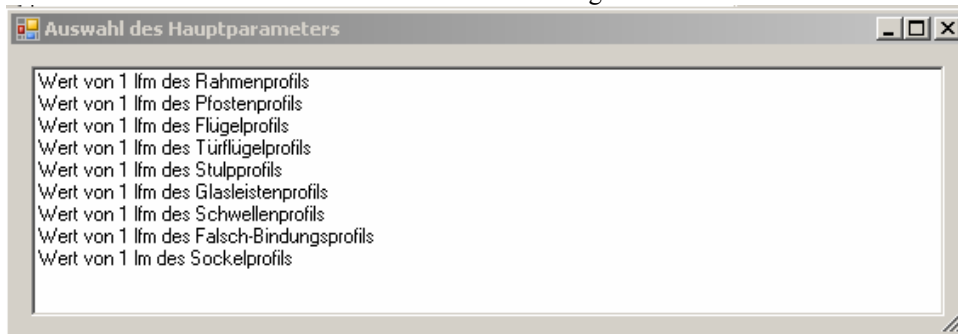 Auswahl des Hauptparameters
Wert von 1 lfm des Rahmenprofils
Wert von 1 lfm des Pfostenprofils
Wert von 1 lfm des Flügelprofils
Wert von 1 lfm des Türflügelprofils
Wert von 1 lfm des Stulpprofils
Wert von 1 lfm des Glasleistenprofils
Wert von 1 lfm des Schwellenprofils
Wert von 1 lfm des Falsch-Bindungsprofils
Wert von 1 lm des Sockelprofils